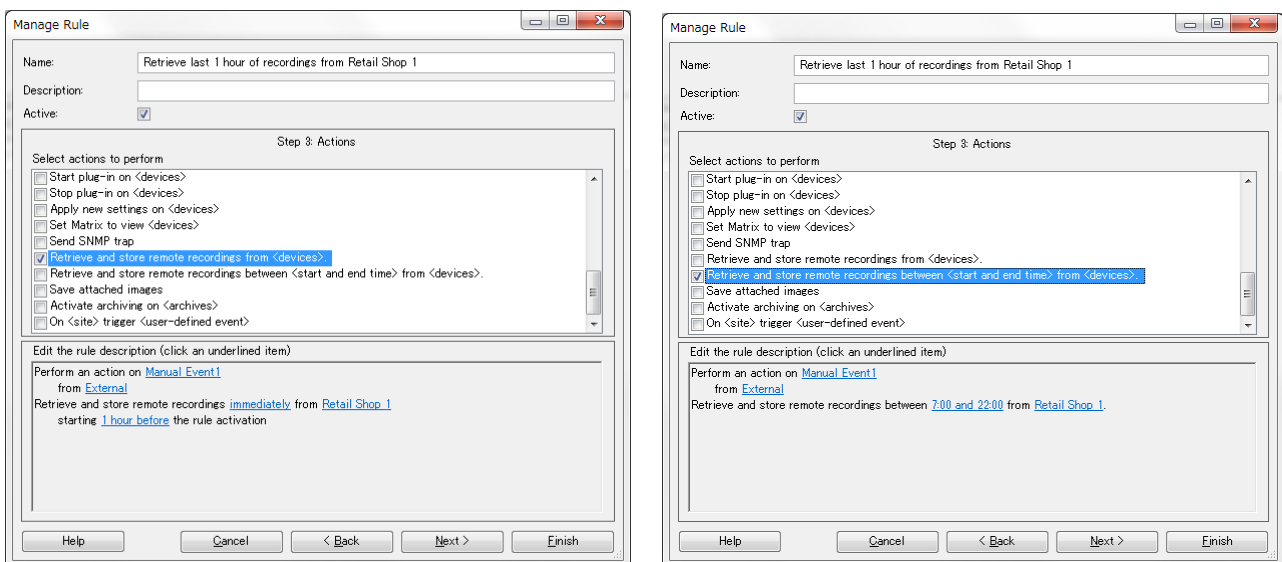 Manage Rule
Name:
Retrieve last 1 hour of recordings from Retail Shop 1
Description:
Active:
Step 3: Actions
Select actions to perform
Start plug-in on <devices>
Stop plug-in on <devices>
Apply new settings on <devices>
Set Matrix to view <devices>
Send SNMP trap
Retrieve and store remote recordings from <devices>.
Retrieve and store remote recordings between <start and end time> from <devices>.
Save attached images
Activate archiving on <archives>
On <site> trigger <user-defined event>
Edit the rule description (click an underlined item)
Perform an action on Manual Event1
from External
Retrieve and store remote recordings immediately from Retail Shop 1
starting 1 hour before the rule activation
Help
Cancel
< Back
Next >
Finish
Manage Rule
Name:
Retrieve last 1 hour of recordings from Retail Shop 1
Description:
Active:
Step 3: Actions
Select actions to perform
Start plug-in on <devices>
Stop plug-in on <devices>
Apply new settings on <devices>
Set Matrix to view <devices>
Send SNMP trap
Retrieve and store remote recordings from <devices>.
Retrieve and store remote recordings between <start and end time> from <devices>.
Save attached images
Activate archiving on <archives>
On <site> trigger <user-defined event>
Edit the rule description (click an underlined item)
Perform an action on Manual Event1
from External
Retrieve and store remote recordings between 7:00 and 22:00 from Retail Shop 1.
Help
Cancel
< Back
Next >
Finish